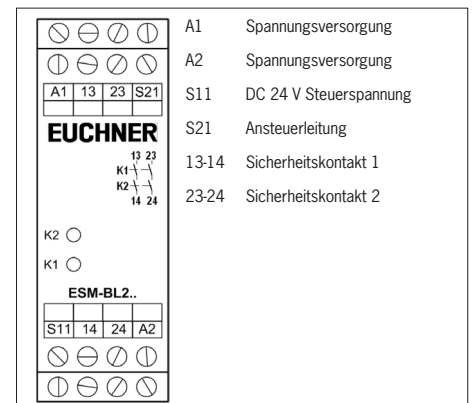 A1 13 23 S21
EUCHNER
13 23
K1
K2
14 24
K2
K1
ESM-BL2..
S11 14 24 A2
A1 Spannungsversorgung
A2 Spannungsversorgung
S11 DC 24 V Steuerspannung
S21 Ansteuerleitung
13-14 Sicherheitskontakt 1
23-24 Sicherheitskontakt 2